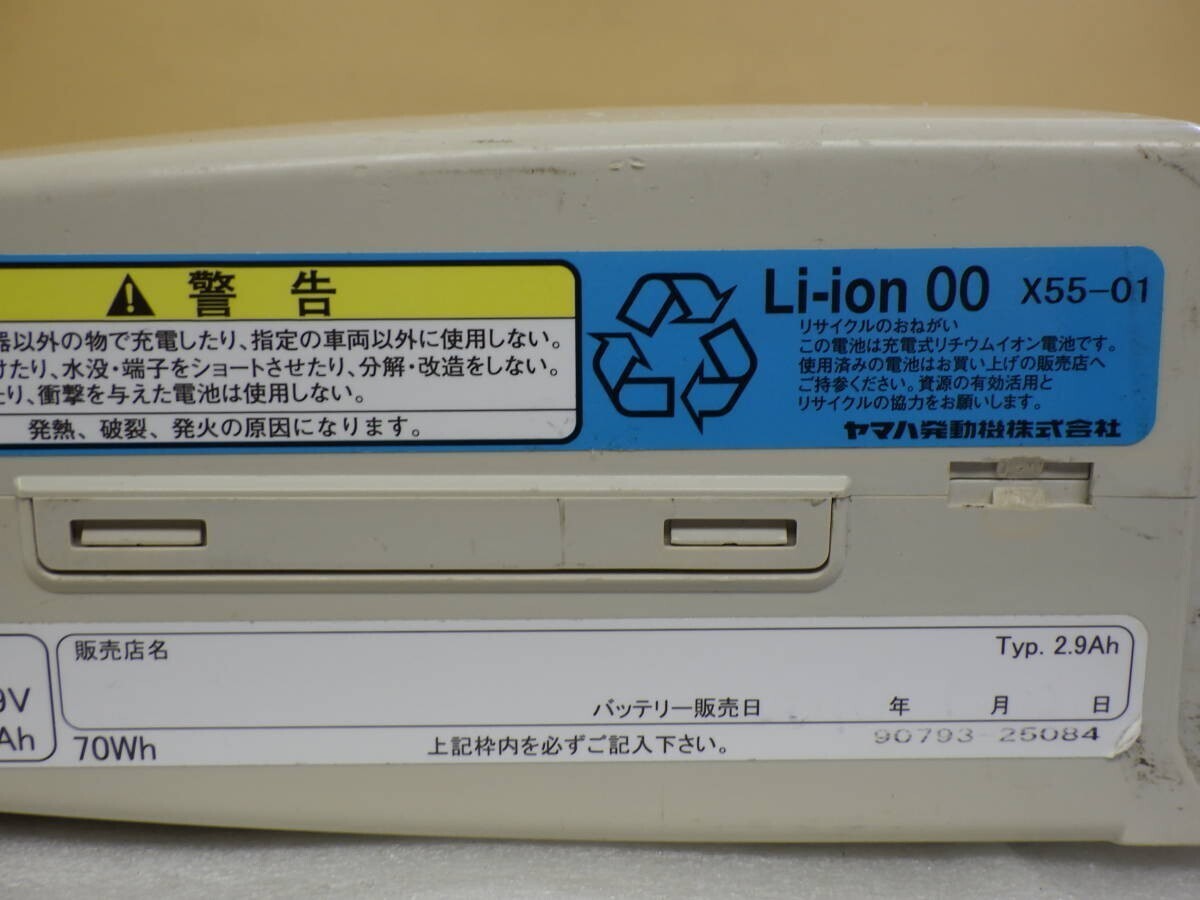 警告
器以外の物で充電したり、指定の車両以外に使用しない。
けたり、水没・端子をショートさせたり、分解・改造をしない。
たり、衝撃を与えた電池は使用しない。
発熱、破裂、発火の原因になります。
Li-ion 00 X55-01
リサイクルのおねがい
この電池は充電式リチウムイオン電池です。
使用済みの電池はお買い上げの販売店へ
ご持参ください。資源の有効活用と
リサイクルの協力をお願いします。
ヤマハ発動機株式会社
9V
Ah
販売店名
Typ. 2.9Ah
バッテリー販売日 年 月 日
70Wh
上記枠内を必ずご記入下さい。
90793-25084